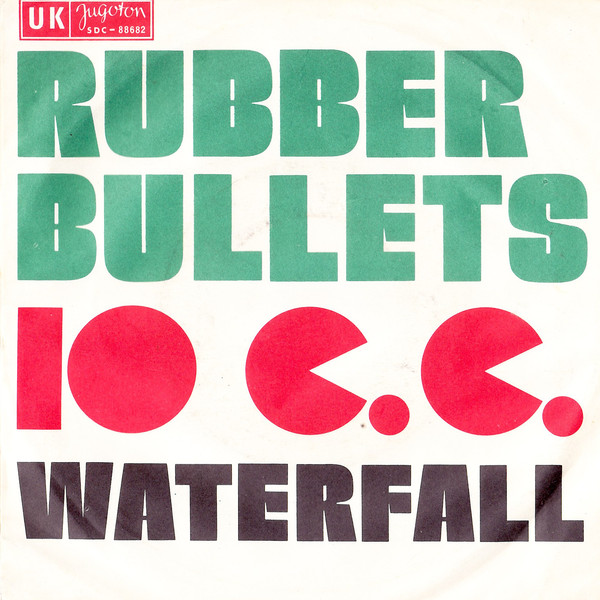 UK Jugoton
SDC-88682
RUBBER
BULLETS
10 C.C.
WATERFALL